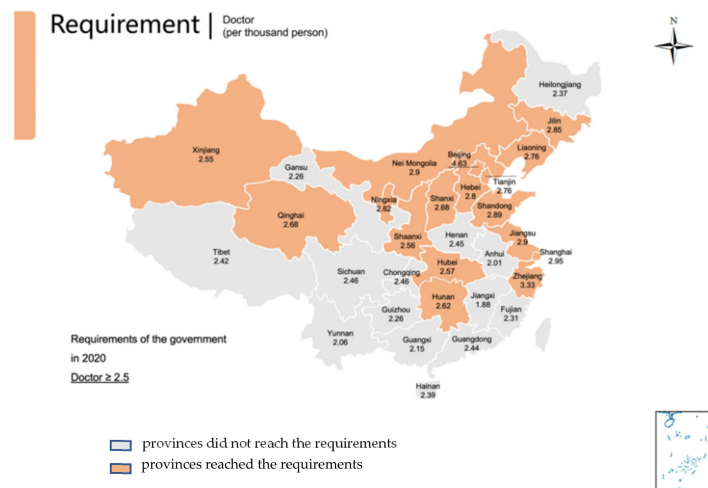 Requirement | Doctor
(per thousand person)
N
Heilongjiang
2.37
Jilin
2.85
Liaoning
2.76
Xinjiang
2.55
Gansu
2.26
Nei Mongolia
2.9
Beijing
4.63
Tianjin
2.76
Hebei
2.8
Ningxia
2.82
Shanxi
2.68
Shandong
2.89
Qinghai
2.68
Shaanxi
2.56
Henan
2.45
Jiangsu
2.9
Anhui
2.01
Shanghai
2.95
Tibet
2.42
Sichuan
2.46
Chongqing
2.46
Hubei
2.57
Zhejiang
3.33
Hunan
2.62
Jiangxi
1.88
Fujian
2.31
Guizhou
2.26
Yunnan
2.06
Guangxi
2.15
Guangdong
2.44
Hainan
2.39
Requirements of the government
in 2020
Doctor ≥ 2.5
provinces did not reach the requirements
provinces reached the requirements